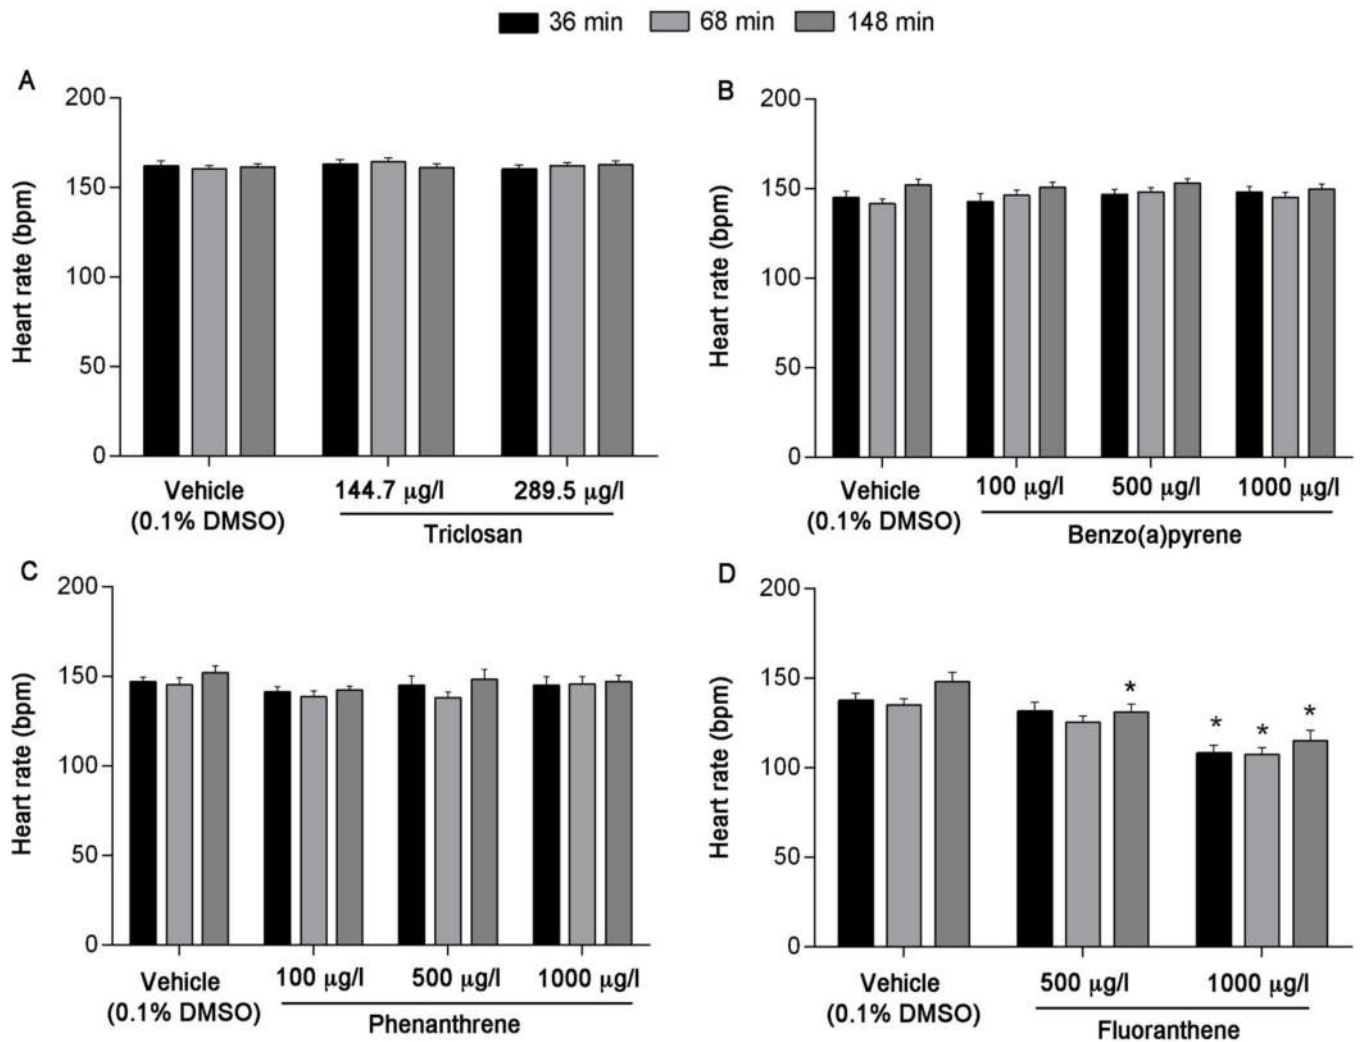 36 min 68 min 148 min
A
200
150
100
50
0
Heart rate (bpm)
Vehicle
(0.1% DMSO)
144.7 µg/l 289.5 µg/l
Triclosan
B
200
150
100
50
0
Heart rate (bpm)
Vehicle
(0.1% DMSO)
100 µg/l 500 µg/l 1000 µg/l
Benzo(a)pyrene
C
200
150
100
50
0
Heart rate (bpm)
Vehicle
(0.1% DMSO)
100 µg/l 500 µg/l 1000 µg/l
Phenanthrene
D
200
150
100
50
0
Heart rate (bpm)
*
* * *
Vehicle
(0.1% DMSO)
500 µg/l 1000 µg/l
Fluoranthene